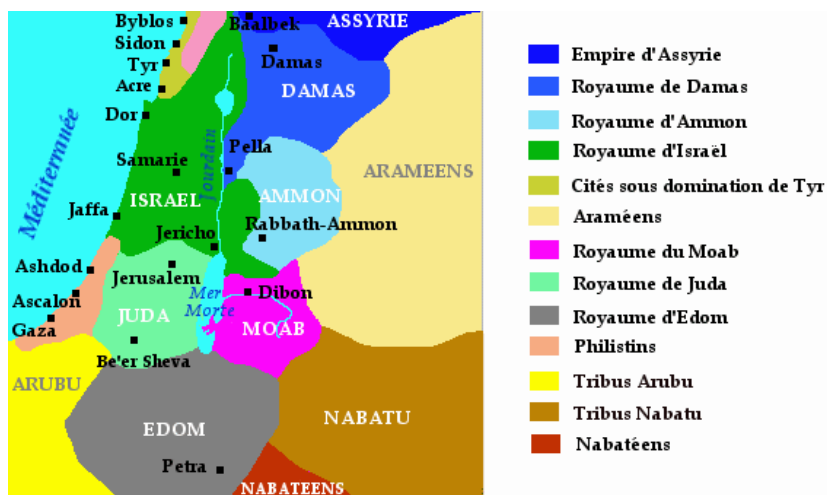 Byblos
Baalbek
ASSYRIE
Sidon
Damas
Tyr
Acre
DAMAS
Dor
Méditerranée
Jourdain
Pella
Samarie
ARAMEENS
ISRAEL
AMMON
Jaffa
Jericho
Rabbath-Ammon
Ashdod
Jerusalem
Ascalon
Mer
Morte
Dibon
Gaza
JUDA
MOAB
Be'er Sheva
ARUBU
EDOM
NABATU
Petra
NABATEENS
Empire d'Assyrie
Royaume de Damas
Royaume d'Ammon
Royaume d'Israël
Cités sous domination de Tyr
Araméens
Royaume du Moab
Royaume de Juda
Royaume d'Edom
Philistins
Tribus Arubu
Tribus Nabatu
Nabatéens